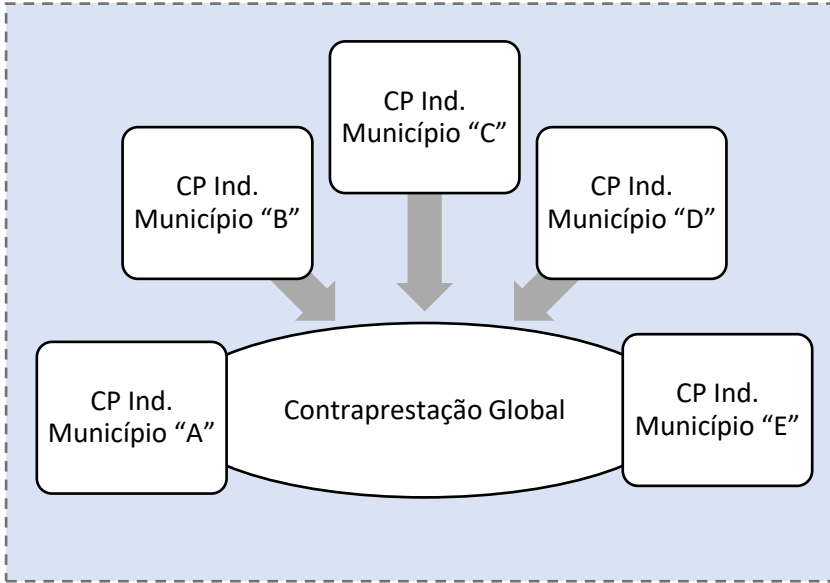 CP Ind.
Município “C”
CP Ind.
Município “B”
CP Ind.
Município “D”
CP Ind.
Município “A”
Contraprestação Global
CP Ind.
Município “E”